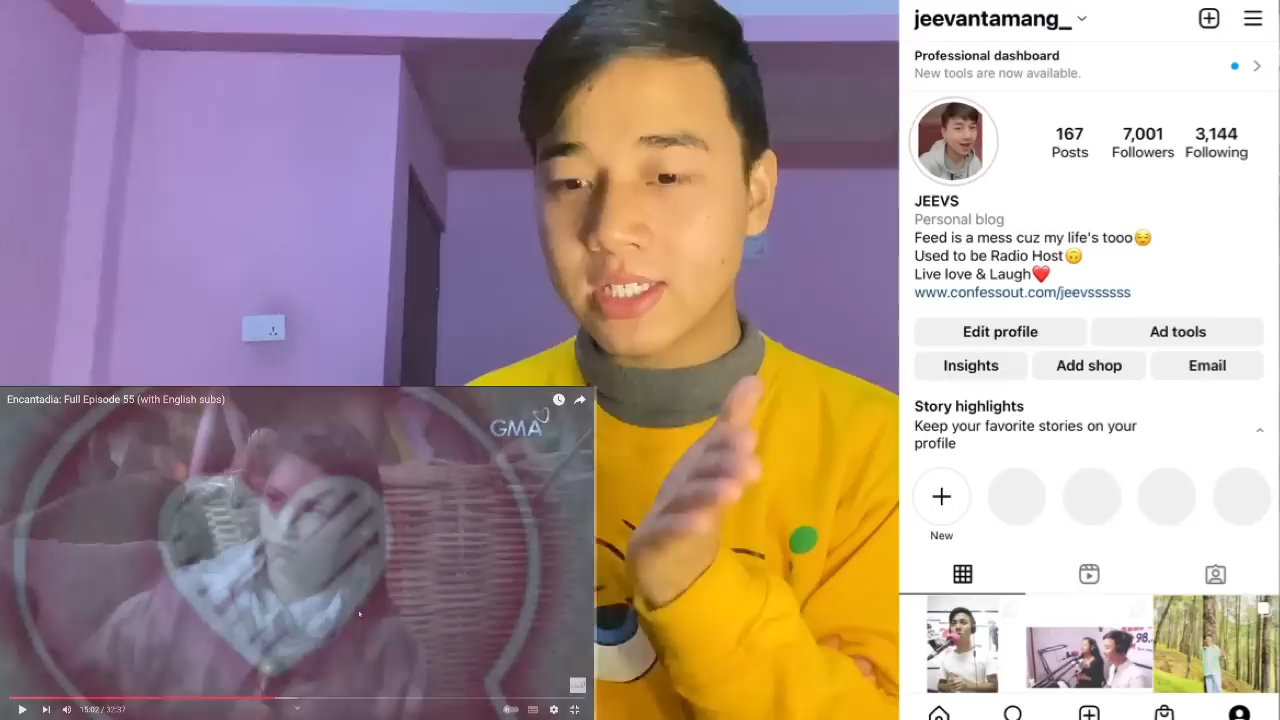 Encantadia: Full Episode 55 (with English subs)
GMA
15:02 / 32:37
jeevantamang_
Professional dashboard
New tools are now available.
167
Posts
7,001
Followers
3,144
Following
JEEVS
Personal blog
Feed is a mess cuz my life's tooo😌
Used to be Radio Host🙃
Live love & Laugh❤️
www.confessout.com/jeevssssss
Edit profile
Ad tools
Insights
Add shop
Email
Story highlights
Keep your favorite stories on your
profile
New
98.